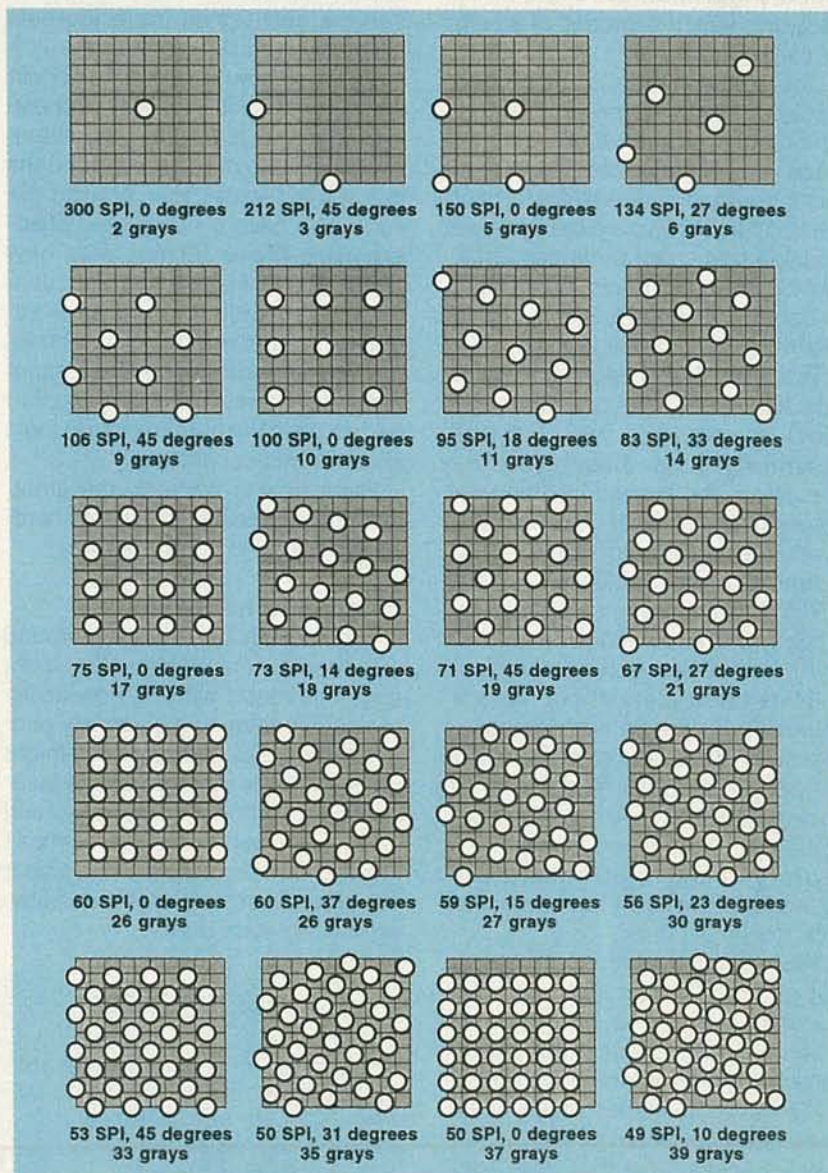 300 SPI, 0 degrees
2 grays
212 SPI, 45 degrees
3 grays
150 SPI, 0 degrees
5 grays
134 SPI, 27 degrees
6 grays
106 SPI, 45 degrees
9 grays
100 SPI, 0 degrees
10 grays
95 SPI, 18 degrees
11 grays
83 SPI, 33 degrees
14 grays
75 SPI, 0 degrees
17 grays
73 SPI, 14 degrees
18 grays
71 SPI, 45 degrees
19 grays
67 SPI, 27 degrees
21 grays
60 SPI, 0 degrees
26 grays
60 SPI, 37 degrees
26 grays
59 SPI, 15 degrees
27 grays
56 SPI, 23 degrees
30 grays
53 SPI, 45 degrees
33 grays
50 SPI, 31 degrees
35 grays
50 SPI, 0 degrees
37 grays
49 SPI, 10 degrees
39 grays